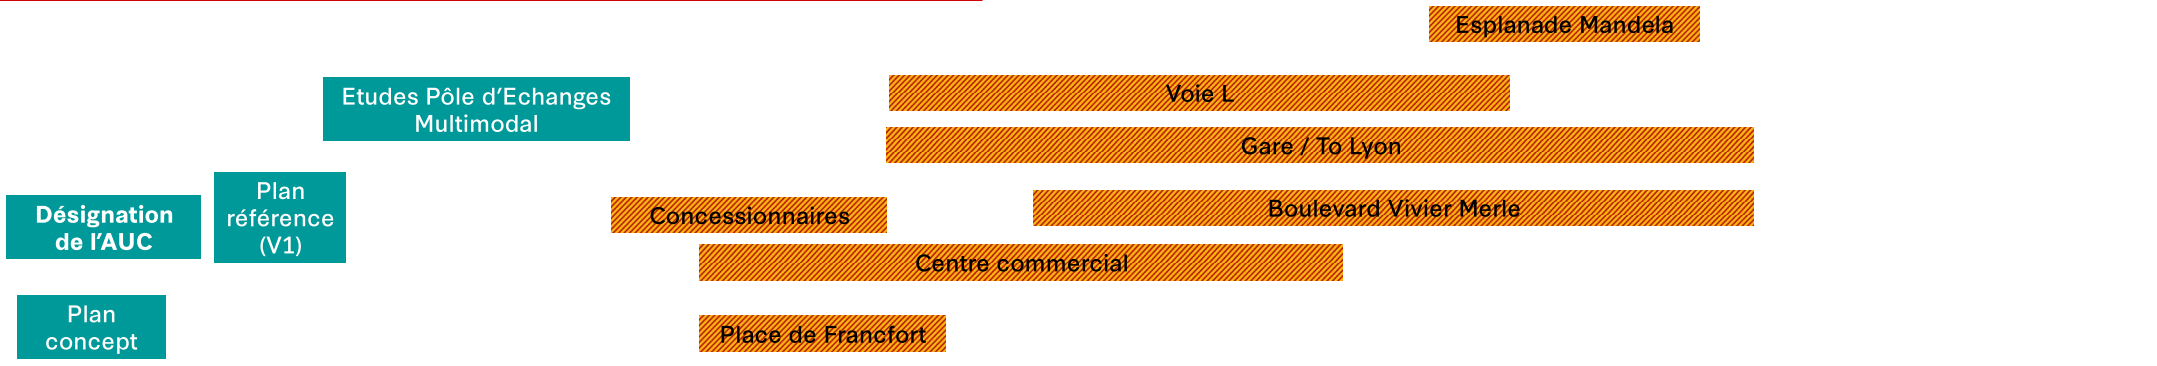 Esplanade Mandela
Etudes Pôle d’Echanges
Multimodal
Voie L
Gare / To Lyon
Plan
référence
(V1)
Désignation
de l’AUC
Concessionnaires
Boulevard Vivier Merle
Centre commercial
Plan
concept
Place de Francfort